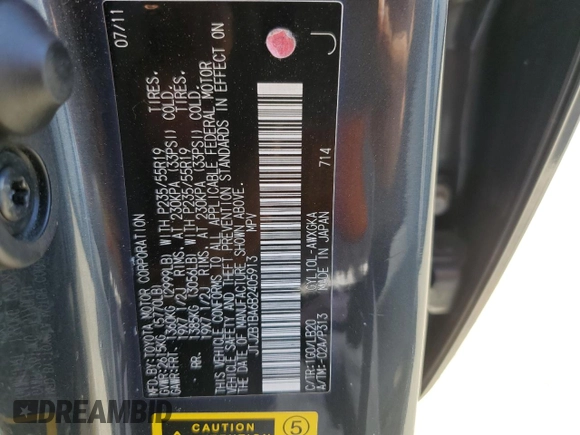 07/11
J
MFD.BY:TOYOTA MOTOR CORPORATION
GVWR:2615KG (5770LB)
GAWR:FRT- 1360KG (2999LB) WITH P235/55R19 TIRES.
19X7 1/2J RIMS. AT 230KPA (33PSI) COLD.
RR. 1385KG (3056LB) WITH P235/55R19 TIRES.
19X7 1/2J RIMS. AT 230KPA (33PSI) COLD.
THIS VEHICLE CONFORMS TO ALL APPLICABLE FEDERAL MOTOR
VEHICLE SAFETY AND THEFT PREVENTION STANDARDS IN EFFECT ON
THE DATE OF MANUFACTURE SHOWN ABOVE.
MPV
714
C/TR:1G0/LB20
GYL10L-AWXGKA
A/TM:-02A/P313
MADE IN JAPAN
CAUTION
5
DREAMBID
.com